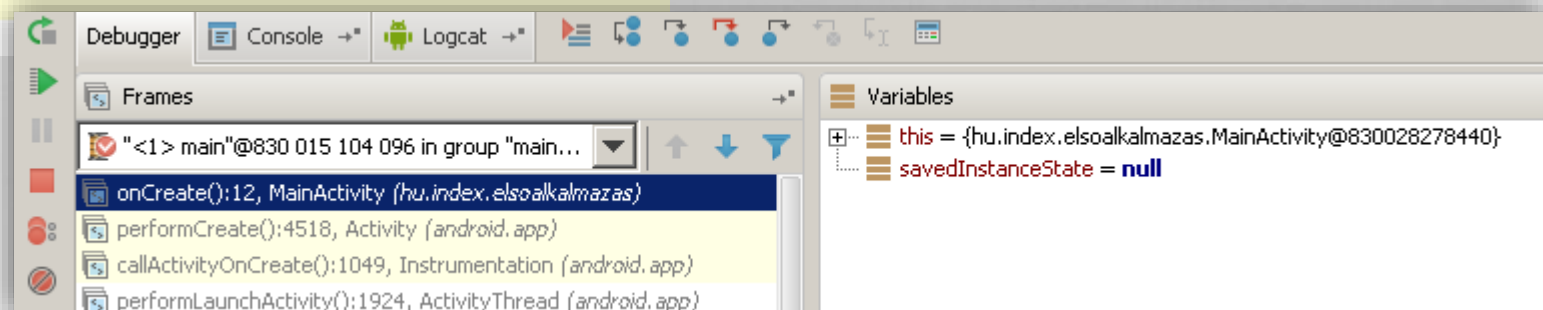 Debugger Console Logcat
Frames
"<1> main"@830 015 104 096 in group "main...
onCreate():12, MainActivity (hu.index.elsoalkalmazas)
performCreate():4518, Activity (android.app)
callActivityOnCreate():1049, Instrumentation (android.app)
performLaunchActivity():1924, ActivityThread (android.app)
Variables
this = {hu.index.elsoalkalmazas.MainActivity@830028278440}
savedInstanceState = null